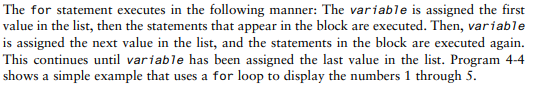 The for statement executes in the following manner: The variable is assigned the first
value in the list, then the statements that appear in the block are executed. Then, variable
is assigned the next value in the list, and the statements in the block are executed again.
This continues until variable has been assigned the last value in the list. Program 4-4
shows a simple example that uses a for loop to display the numbers 1 through 5.